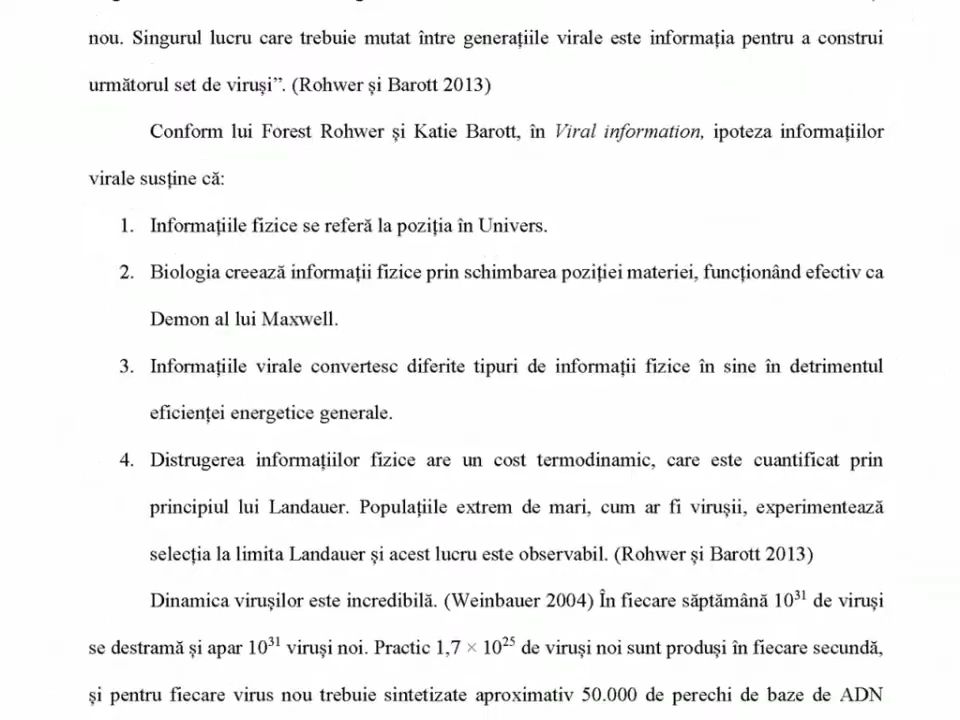 nou. Singurul lucru care trebuie mutat între generațiile virale este informația pentru a construi
următorul set de viruși”. (Rohwer și Barott 2013)
Conform lui Forest Rohwer și Katie Barott, în Viral information, ipoteza informațiilor
virale susține că:
1. Informațiile fizice se referă la poziția în Univers.
2. Biologia creează informații fizice prin schimbarea poziției materiei, funcționând efectiv ca
Demon al lui Maxwell.
3. Informațiile virale convertesc diferite tipuri de informații fizice în sine în detrimentul
eficienței energetice generale.
4. Distrugerea informațiilor fizice are un cost termodinamic, care este cuantificat prin
principiul lui Landauer. Populațiile extrem de mari, cum ar fi virușii, experimentează
selecția la limita Landauer și acest lucru este observabil. (Rohwer și Barott 2013)
Dinamica virușilor este incredibilă. (Weinbauer 2004) În fiecare săptămână 10³¹ de viruși
se destramă și apar 10³¹ viruși noi. Practic 1,7 × 10²⁵ de viruși noi sunt produși în fiecare secundă,
și pentru fiecare virus nou trebuie sintetizate aproximativ 50.000 de perechi de baze de ADN